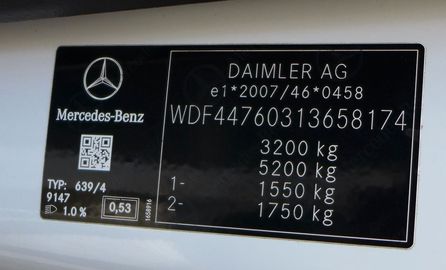 Mercedes-Benz
TYP: 639/4
9147
1.0 %
0,53
1658916
DAIMLER AG
e1*2007/46*0458
WDF44760313658174
3200 kg
5200 kg
1- 1550 kg
2- 1750 kg